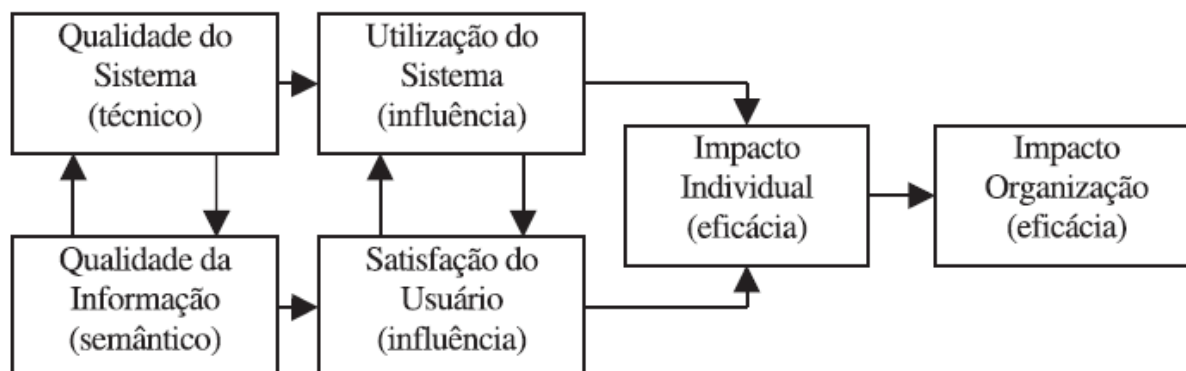 Qualidade do
Sistema
(técnico)
Utilização do
Sistema
(influência)
Impacto
Individual
(eficácia)
Impacto
Organização
(eficácia)
Qualidade da
Informação
(semântico)
Satisfação do
Usuário
(influência)